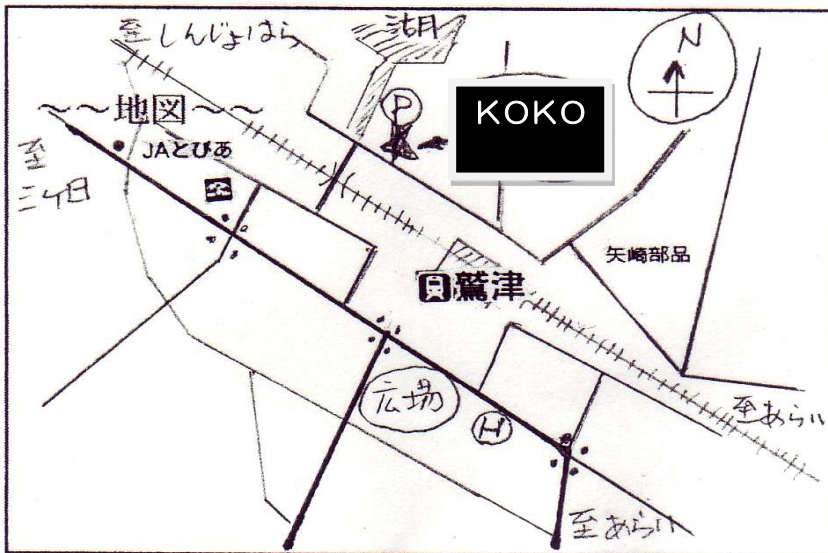 至しんじょはら
湖
N
P
KOKO
～～地図～～
JAとぴあ
至
三ケ日
矢崎部品
鷲津
広場
H
至あらい
至あらい